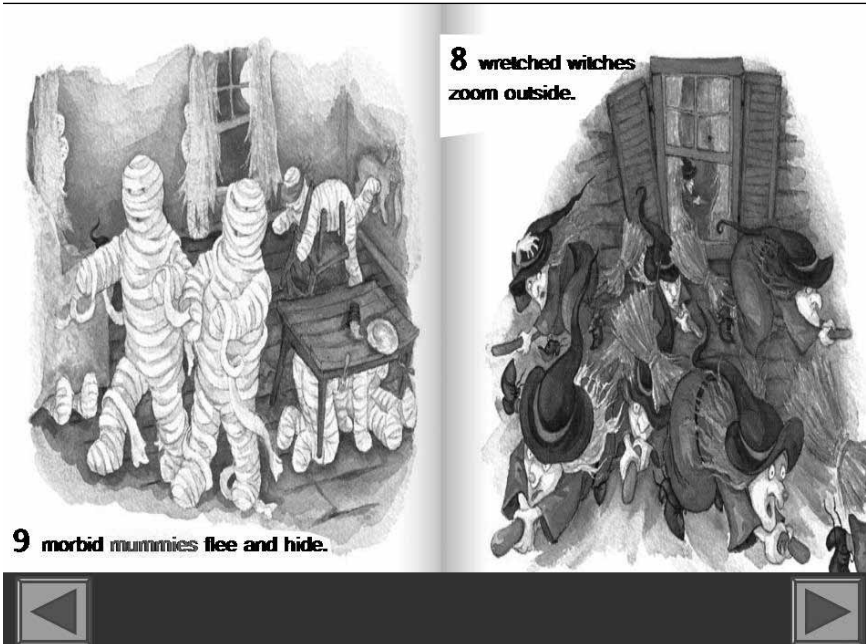 9 morbid mummies flee and hide.
8 wretched witches
zoom outside.